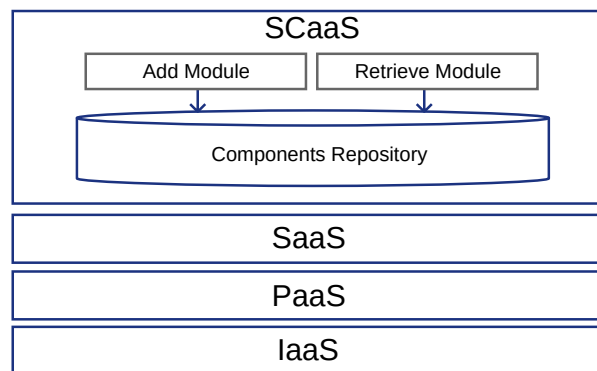 SCaaS
Add Module
Retrieve Module
Components Repository
SaaS
PaaS
IaaS